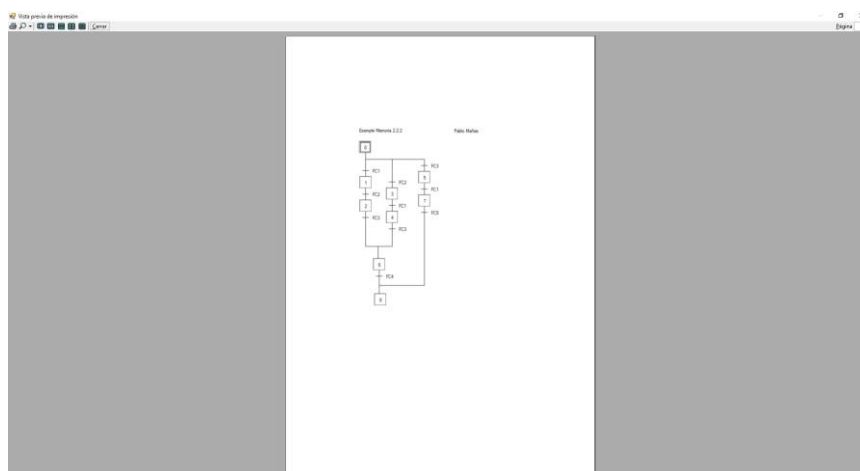 Vista previa de impresión
Cerrar
Página
Exemple Memoria 2.2.2 Pablo Mañas
0
FC3
FC1
6
1
FC2
FC1
FC2
3
7
2
FC1
FC5
FC3
4
FC3
5
FC4
8